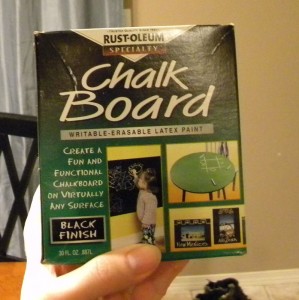 RUST-OLEUM
SPECIALTY
Chalk
Board
WRITABLE-ERASABLE LATEX PAINT
CREATE A
FUN AND
FUNCTIONAL
CHALKBOARD
ON VIRTUALLY
ANY SURFACE
BLACK
FINISH